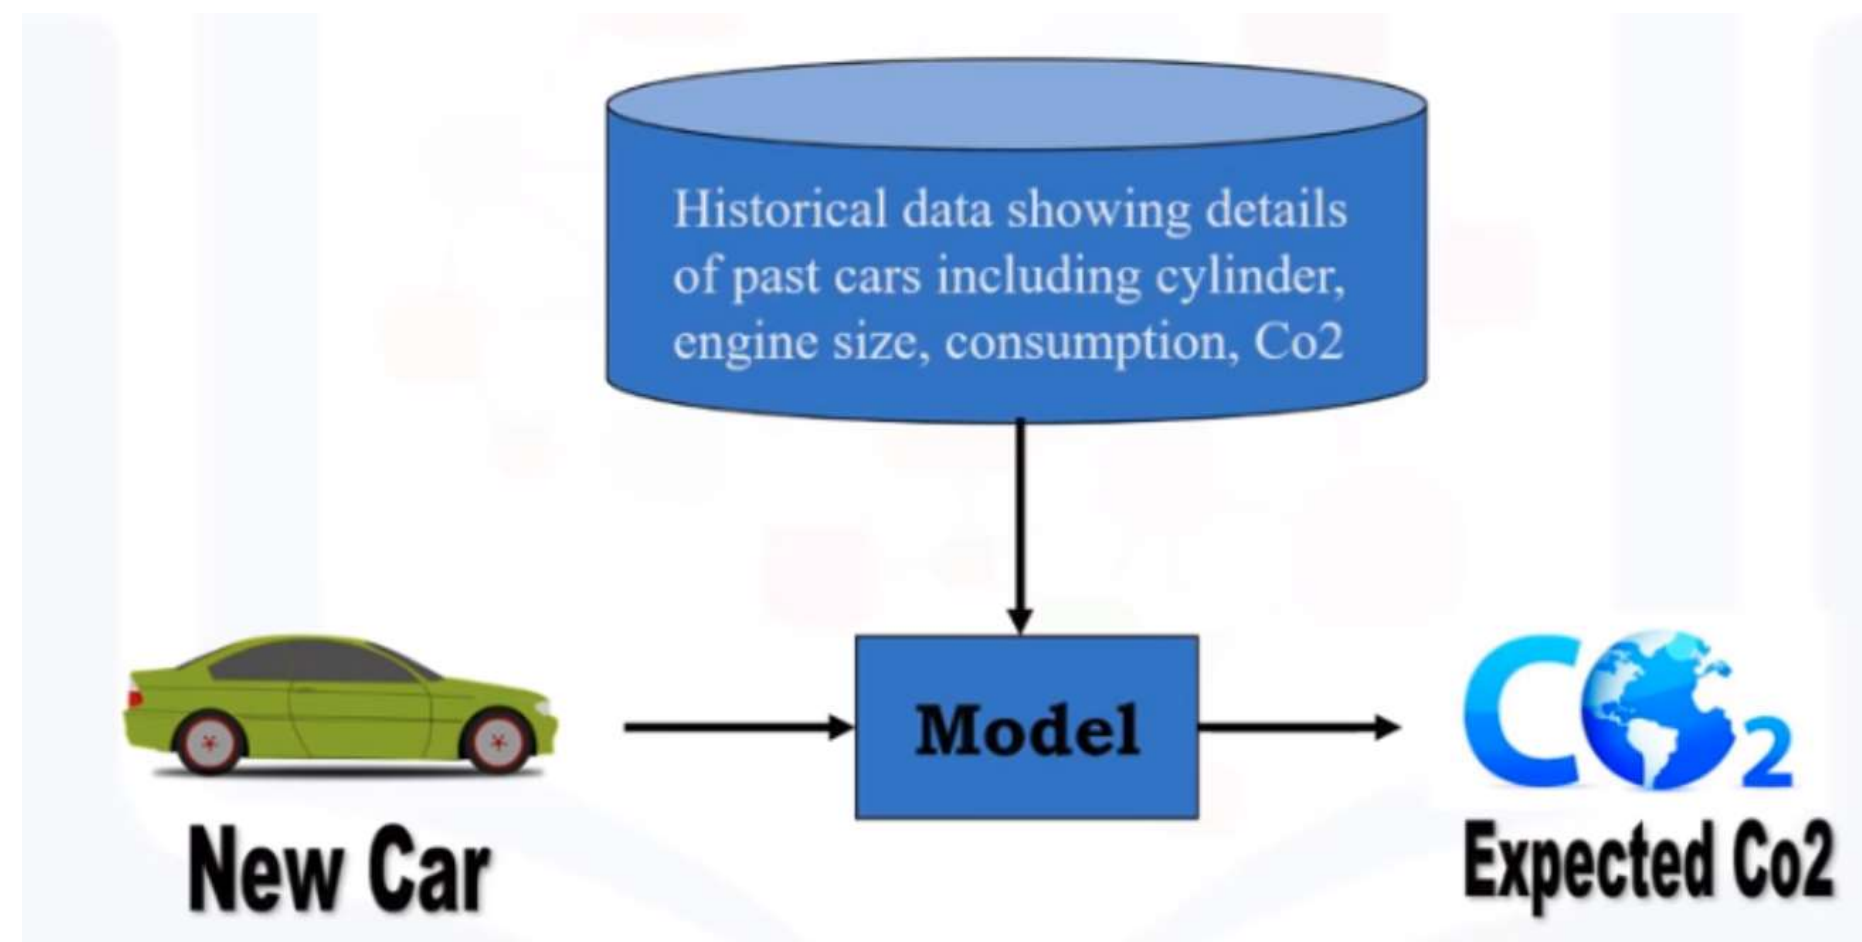 Historical data showing details
of past cars including cylinder,
engine size, consumption, Co2
Model
CO2
New Car
Expected Co2